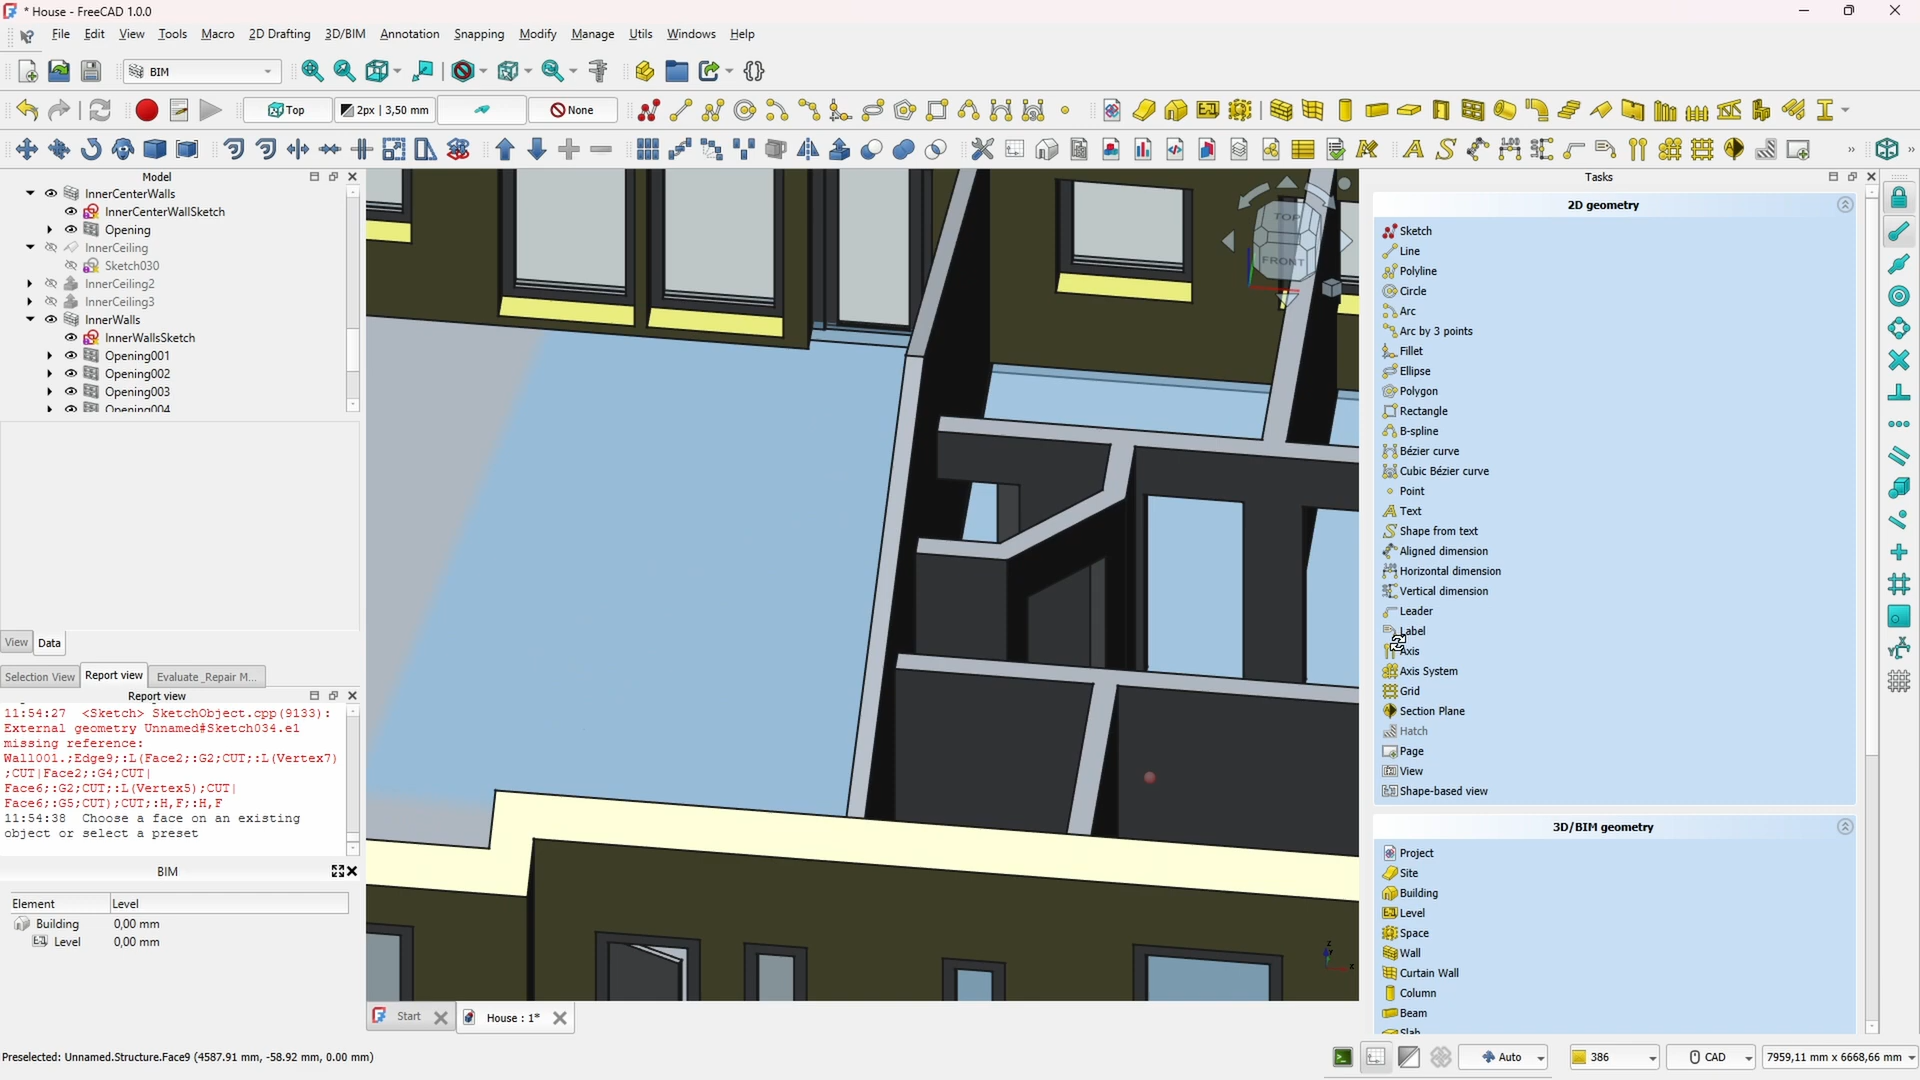 * House - FreeCAD 1.0.0
File Edit View Tools Macro 2D Drafting 3D/BIM Annotation Snapping Modify Manage Utils Windows Help
BIM
Top 2px | 3,50 mm None
Model
InnerCenterWalls
InnerCenterWallSketch
Opening
InnerCeiling
Sketch030
InnerCeiling2
InnerCeiling3
InnerWalls
InnerWallsSketch
Opening001
Opening002
Opening003
Opening004
View Data
Selection View Report view Evaluate _Repair M...
Report view
11:54:27 <Sketch> SketchObject.cpp(9133):
External geometry Unnamed#Sketch034.e1
missing reference:
Wall001.;Edge9;:L(Face2;:G2;CUT;:L(Vertex7)
;CUT|Face2;:G4;CUT|
Face6;:G2;CUT;:L(Vertex5);CUT|
Face6;:G5;CUT);CUT;:H,F;:H,F
11:54:38 Choose a face on an existing
object or select a preset
BIM
Element Level
Building 0,00 mm
Level 0,00 mm
TOP
FRONT
Z
Y
X
Start House : 1*
Tasks
2D geometry
Sketch
Line
Polyline
Circle
Arc
Arc by 3 points
Fillet
Ellipse
Polygon
Rectangle
B-spline
Bézier curve
Cubic Bézier curve
Point
Text
Shape from text
Aligned dimension
Horizontal dimension
Vertical dimension
Leader
Label
Axis
Axis System
Grid
Section Plane
Hatch
Page
View
Shape-based view
3D/BIM geometry
Project
Site
Building
Level
Space
Wall
Curtain Wall
Column
Beam
Slab
Preselected: Unnamed.Structure.Face9 (4587.91 mm, -58.92 mm, 0.00 mm)
Auto 386 CAD 7959,11 mm x 6668,66 mm